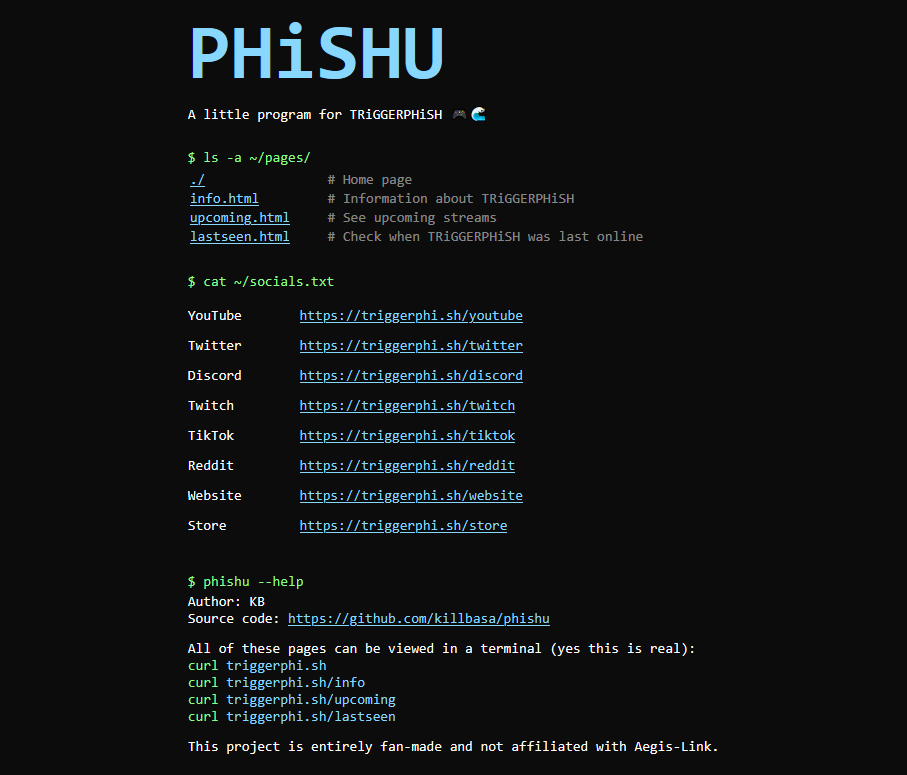 PHiSHU
A little program for TRiGGERPHiSH 🎮🌊
$ ls -a ~/pages/
./ # Home page
info.html # Information about TRiGGERPHiSH
upcoming.html # See upcoming streams
lastseen.html # Check when TRiGGERPHiSH was last online
$ cat ~/socials.txt
YouTube https://triggerphi.sh/youtube
Twitter https://triggerphi.sh/twitter
Discord https://triggerphi.sh/discord
Twitch https://triggerphi.sh/twitch
TikTok https://triggerphi.sh/tiktok
Reddit https://triggerphi.sh/reddit
Website https://triggerphi.sh/website
Store https://triggerphi.sh/store
$ phishu --help
Author: KB
Source code: https://github.com/killbasa/phishu
All of these pages can be viewed in a terminal (yes this is real):
curl triggerphi.sh
curl triggerphi.sh/info
curl triggerphi.sh/upcoming
curl triggerphi.sh/lastseen
This project is entirely fan-made and not affiliated with Aegis-Link.